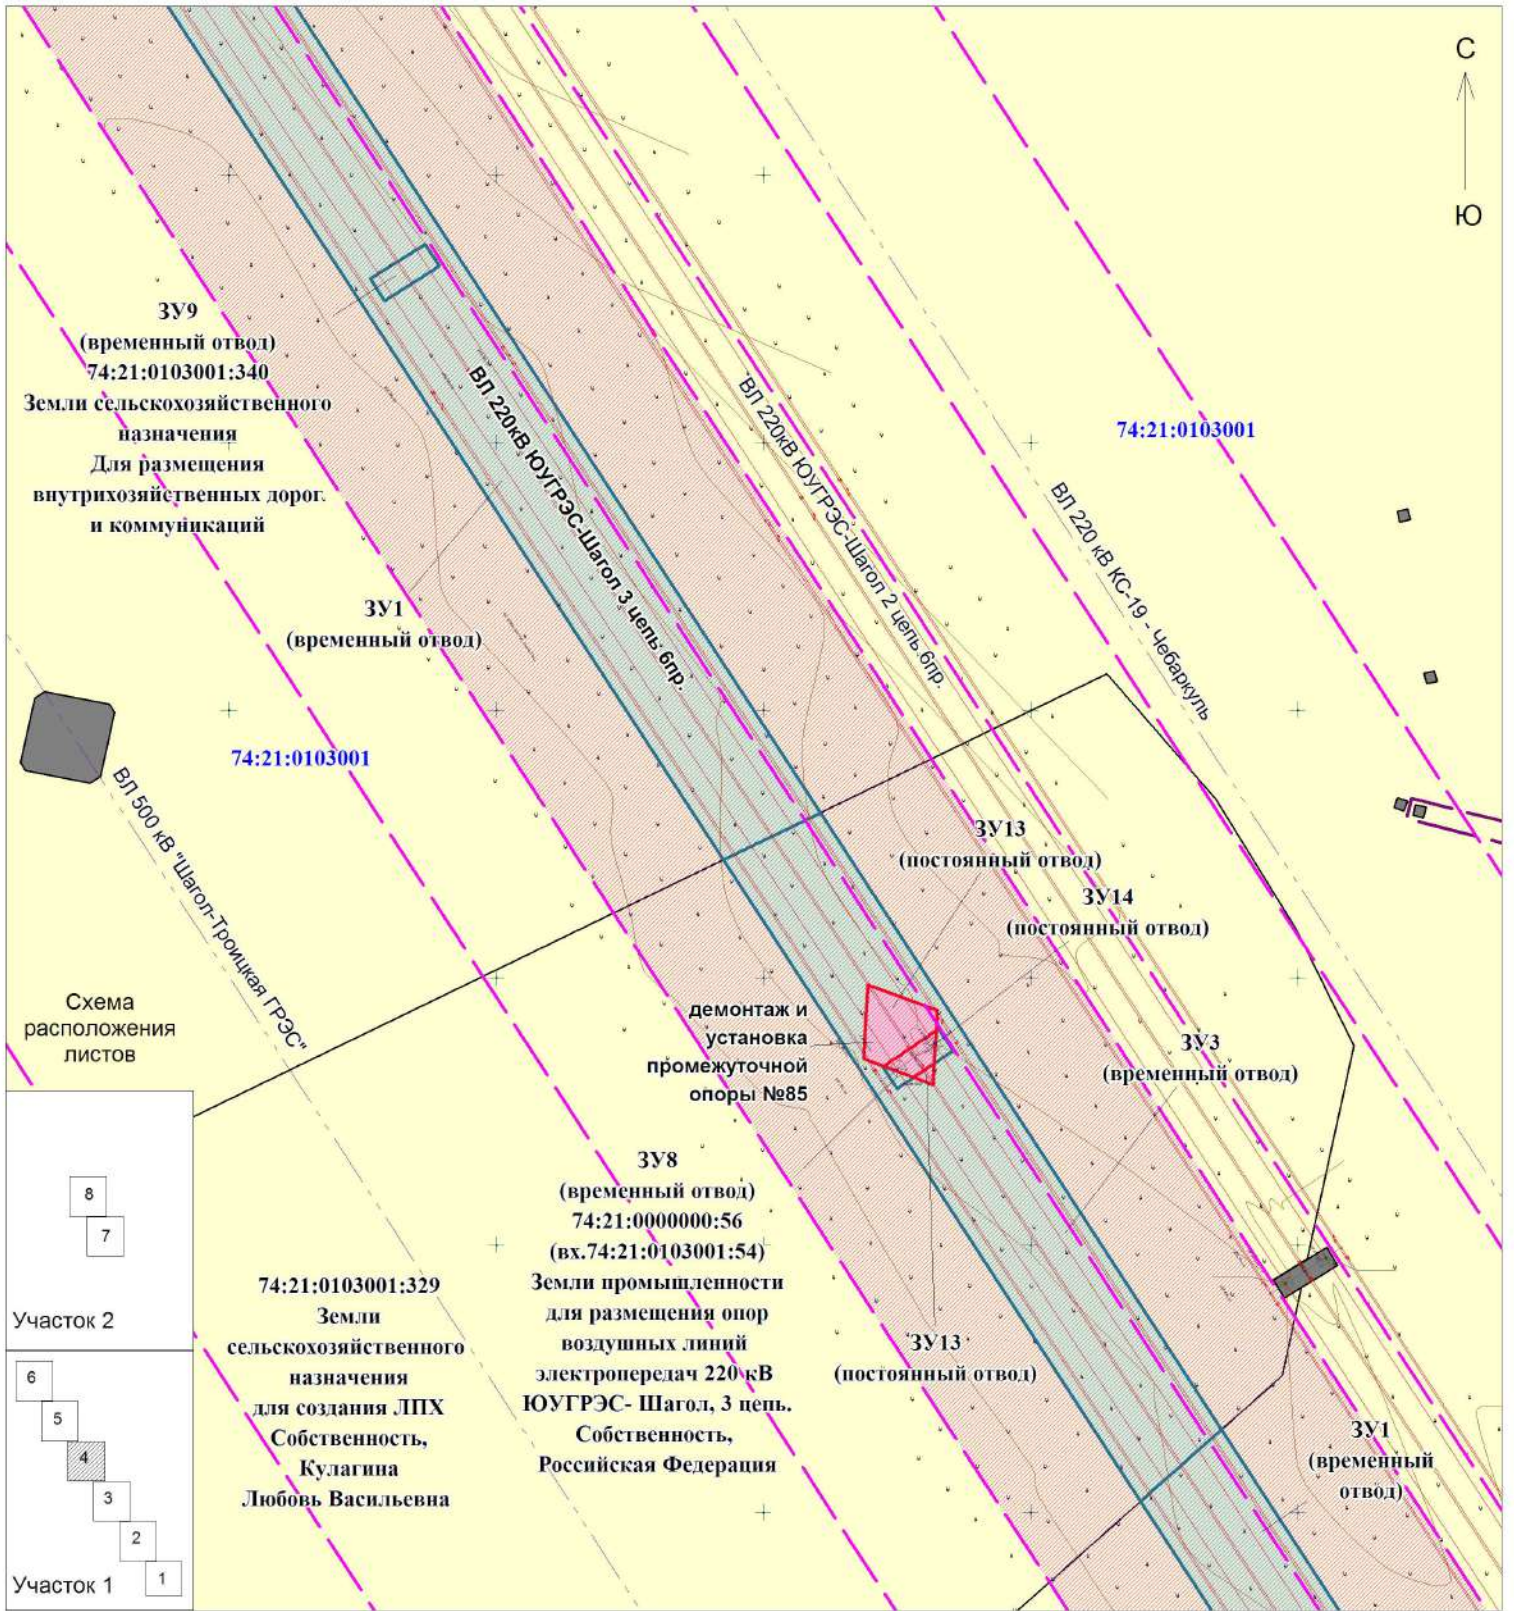 С
Ю
ЗУ9
(временный отвод)
74:21:0103001:340
Земли сельскохозяйственного
назначения
Для размещения
внутрихозяйственных дорог.
и коммуникаций
ВЛ 220кВ ЮУГРЭС-Шагол 3 цепь 6пр.
ВЛ 220кВ ЮУГРЭС-Шагол 2 цепь 6пр.
74:21:0103001
ВЛ 220 кВ КС-19 - Чебаркуль
ЗУ1
(временный отвод)
74:21:0103001
ВЛ 500 кВ "Шагол-Троицкая ГРЭС"
ЗУ13
(постоянный отвод)
ЗУ14
(постоянный отвод)
демонтаж и
установка
промежуточной
опоры №85
ЗУ3
(временный отвод)
Схема
расположения
листов
8
7
Участок 2
6
5
4
3
2
1
Участок 1
74:21:0103001:329
Земли
сельскохозяйственного
назначения
для создания ЛПХ
Собственность,
Кулагина
Любовь Васильевна
ЗУ8
(временный отвод)
74:21:0000000:56
(вх.74:21:0103001:54)
Земли промышленности
для размещения опор
воздушных линий
электропередач 220 кВ
ЮУГРЭС- Шагол, 3 цепь.
Собственность,
Российская Федерация
ЗУ13
(постоянный отвод)
ЗУ1
(временный
отвод)